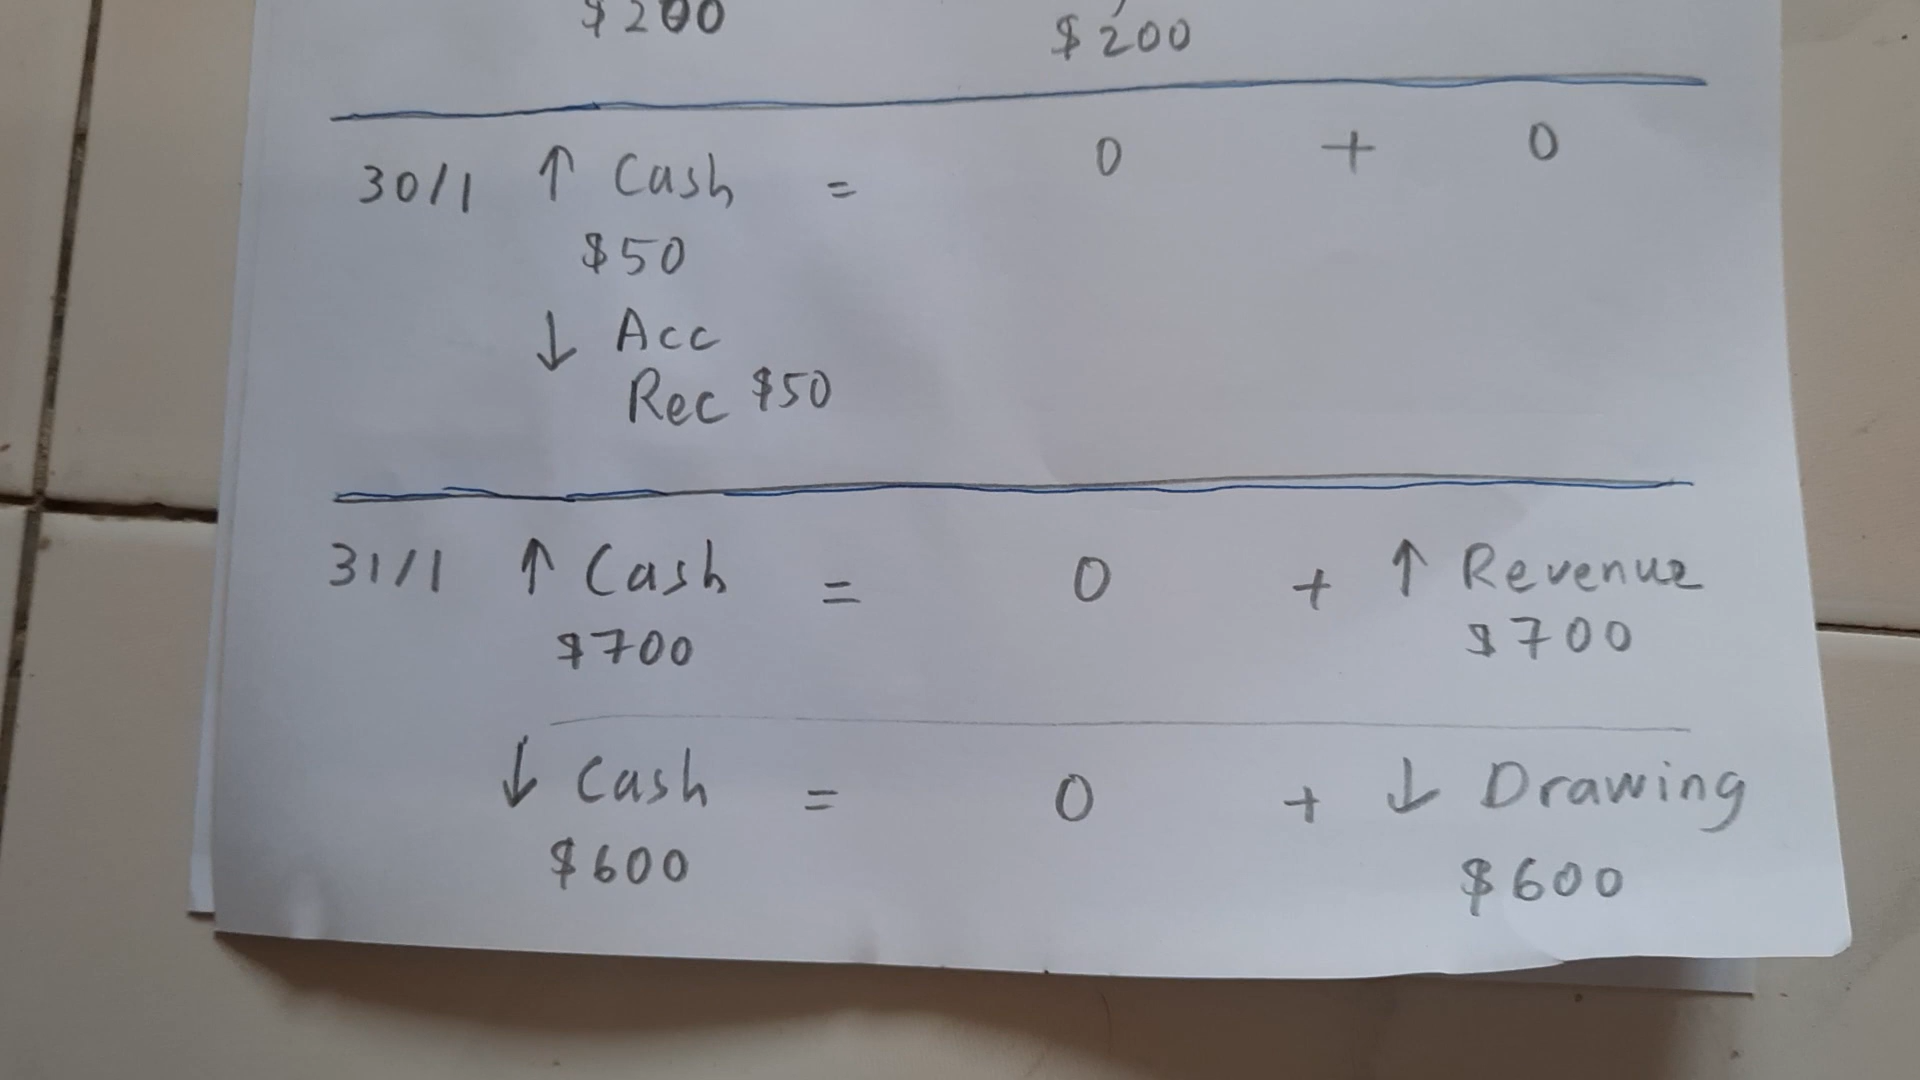 $200 $200
30/1 ↑ Cash = 0 + 0
$50
↓ Acc
Rec $50
31/1 ↑ Cash = 0 + ↑ Revenue
$700 $700
↓ Cash = 0 + ↓ Drawing
$600 $600